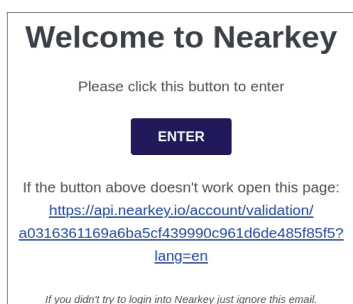 Welcome to Nearkey
Please click this button to enter
ENTER
If the button above doesn't work open this page:
https://api.nearkey.io/account/validation/
a0316361169a6ba5cf439990c961d6de485f85f5?
lang=en
If you didn't try to login into Nearkey just ignore this email.